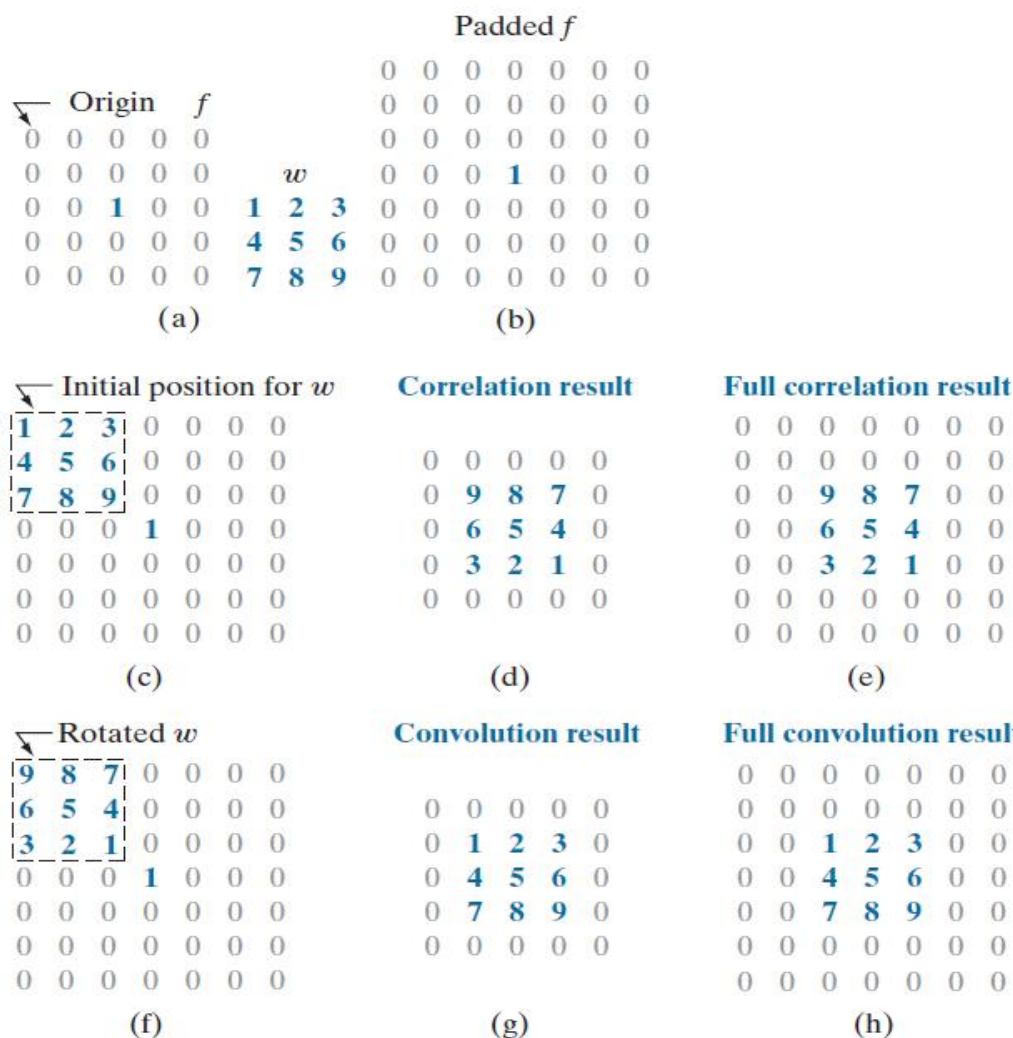 Padded f
0 0 0 0 0 0 0
0 0 0 0 0 0 0
Origin f
0 0 0 0 0 0 0 0 0 0 0 0
0 0 0 0 0 w 0 0 0 1 0 0 0
0 0 1 0 0 1 2 3 0 0 0 0 0 0 0
0 0 0 0 0 4 5 6 0 0 0 0 0 0 0
0 0 0 0 0 7 8 9 0 0 0 0 0 0 0
(a) (b)
Initial position for w Correlation result Full correlation result
1 2 3 0 0 0 0 0 0 0 0 0 0 0
4 5 6 0 0 0 0 0 0 0 0 0 0 0 0 0 0 0 0
7 8 9 0 0 0 0 0 9 8 7 0 0 0 9 8 7 0 0
0 0 0 1 0 0 0 0 6 5 4 0 0 0 6 5 4 0 0
0 0 0 0 0 0 0 0 3 2 1 0 0 0 3 2 1 0 0
0 0 0 0 0 0 0 0 0 0 0 0 0 0 0 0 0 0 0
0 0 0 0 0 0 0 0 0 0 0 0 0 0
(c) (d) (e)
Rotated w Convolution result Full convolution resul
9 8 7 0 0 0 0 0 0 0 0 0 0 0
6 5 4 0 0 0 0 0 0 0 0 0 0 0 0 0 0 0 0
3 2 1 0 0 0 0 0 1 2 3 0 0 0 1 2 3 0 0
0 0 0 1 0 0 0 0 4 5 6 0 0 0 4 5 6 0 0
0 0 0 0 0 0 0 0 7 8 9 0 0 0 7 8 9 0 0
0 0 0 0 0 0 0 0 0 0 0 0 0 0 0 0 0 0 0
0 0 0 0 0 0 0 0 0 0 0 0 0 0
(f) (g) (h)